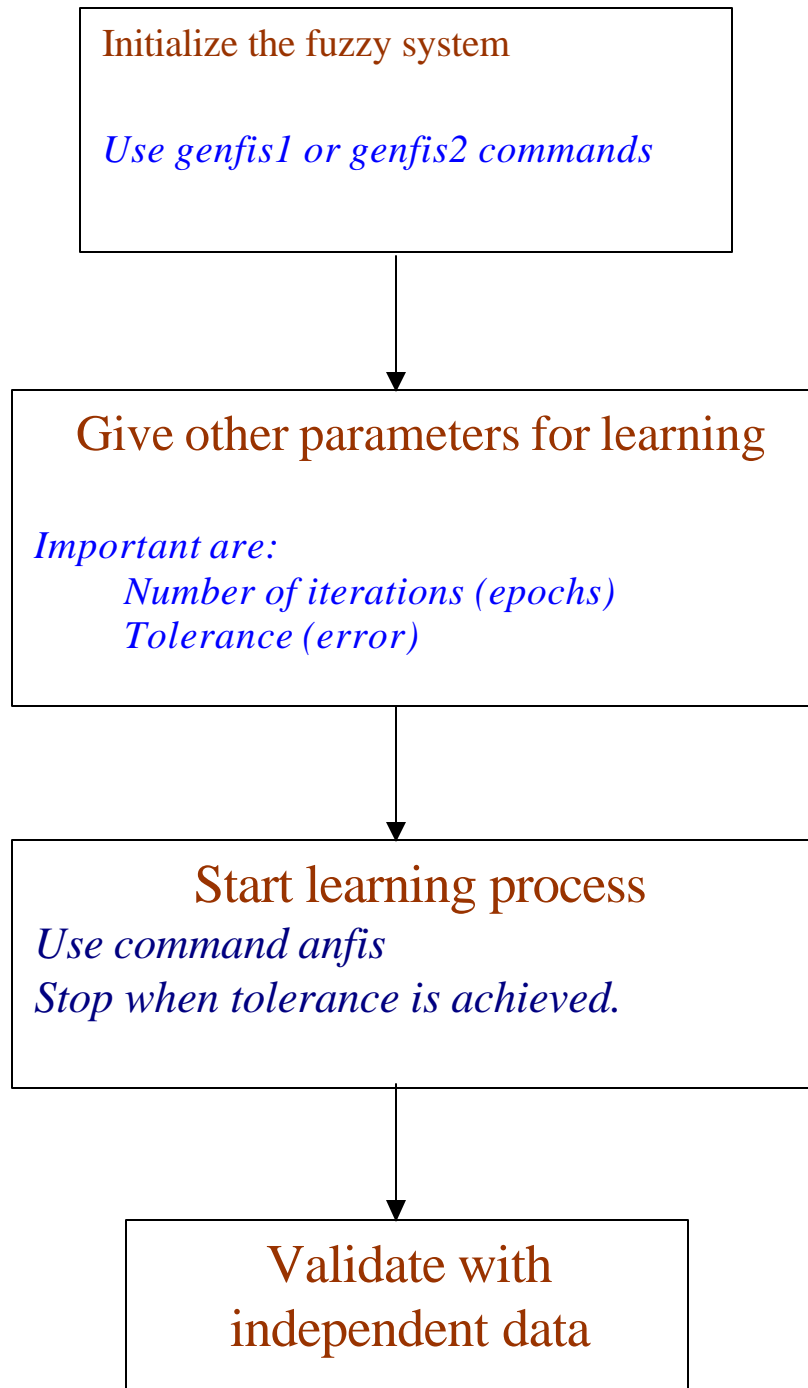 Initialize the fuzzy system
Use genfis1 or genfis2 commands
Give other parameters for learning
Important are:
Number of iterations (epochs)
Tolerance (error)
Start learning process
Use command anfis
Stop when tolerance is achieved.
Validate with
independent data